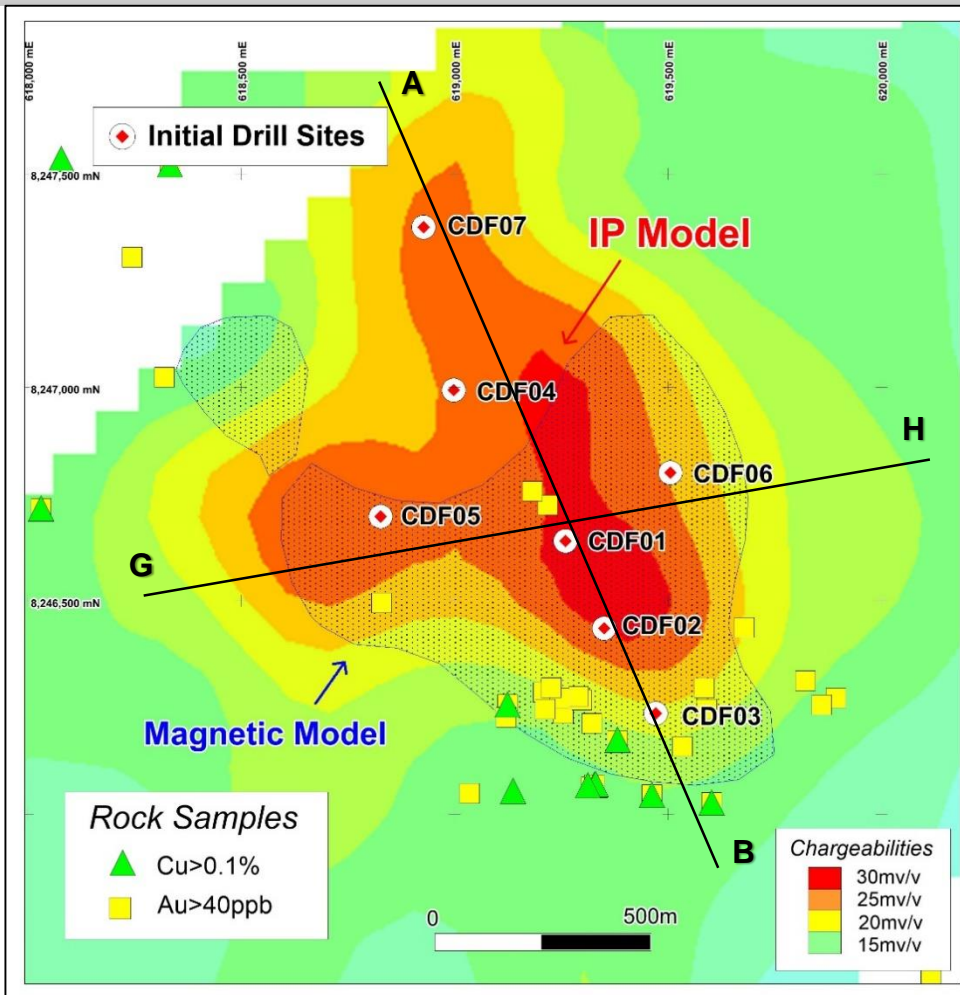 618,000 mE
618,500 mE
619,000 mE
619,500 mE
620,000 mE
A
Initial Drill Sites
8,247,500 mN
CDF07
IP Model
8,247,000 mN
CDF04
H
CDF06
CDF05
CDF01
G
8,246,500 mN
CDF02
CDF03
Magnetic Model
Rock Samples
Cu>0.1%
Au>40ppb
B
0 500m
Chargeabilities
30mv/v
25mv/v
20mv/v
15mv/v